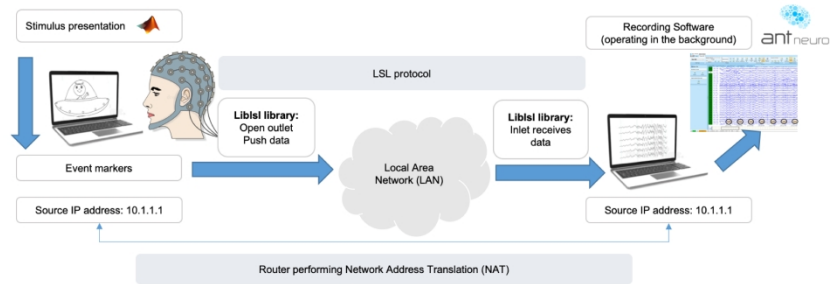 Stimulus presentation
Recording Software
(operating in the background)
ant neuro
LSL protocol
Liblsl library:
Open outlet
Push data
Liblsl library:
Inlet receives
data
Event markers
Local Area
Network (LAN)
Source IP address: 10.1.1.1
Source IP address: 10.1.1.1
Router performing Network Address Translation (NAT)